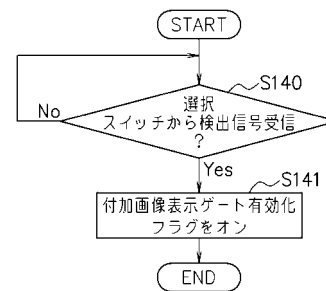 START
S140
選択
スイッチから検出信号受信
?
No
Yes
S141
付加画像表示ゲート有効化
フラグをオン
END